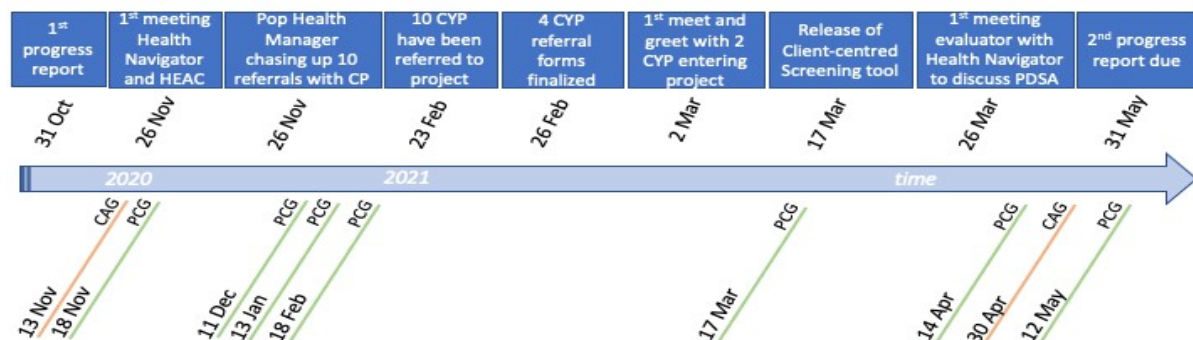 1st
progress
report
1st meeting
Health
Navigator
and HEAC
Pop Health
Manager
chasing up 10
referrals with CP
10 CYP
have been
referred to
project
4 CYP
referral
forms
finalized
1st meet and
greet with 2
CYP entering
project
Release of
Client-centred
Screening tool
1st meeting
evaluator with
Health Navigator
to discuss PDSA
2nd progress
report due
31 Oct
26 Nov
26 Nov
23 Feb
26 Feb
2 Mar
17 Mar
26 Mar
31 May
2020
2021
time
CAG
PCG
PCG
PCG
PCG
PCG
PCG
CAG
PCG
13 Nov
18 Nov
11 Dec
13 Jan
18 Feb
17 Mar
14 Apr
30 Apr
12 May